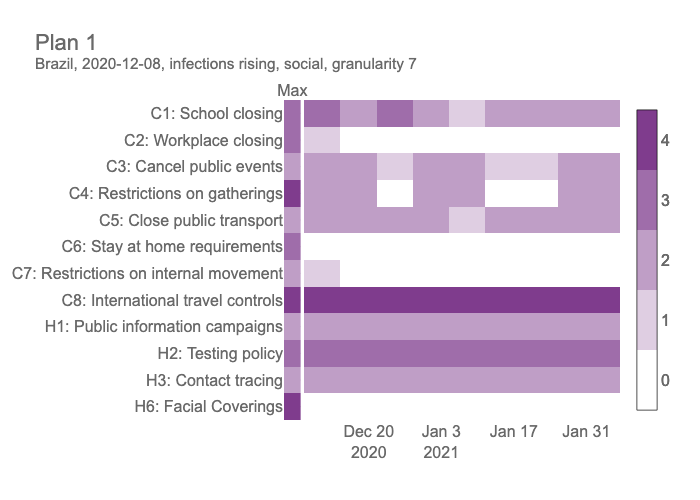 Plan 1
Brazil, 2020-12-08, infections rising, social, granularity 7
Max
C1: School closing
C2: Workplace closing
C3: Cancel public events
C4: Restrictions on gatherings
C5: Close public transport
C6: Stay at home requirements
C7: Restrictions on internal movement
C8: International travel controls
H1: Public information campaigns
H2: Testing policy
H3: Contact tracing
H6: Facial Coverings
4
3
2
1
0
Dec 20 Jan 3 Jan 17 Jan 31
2020 2021